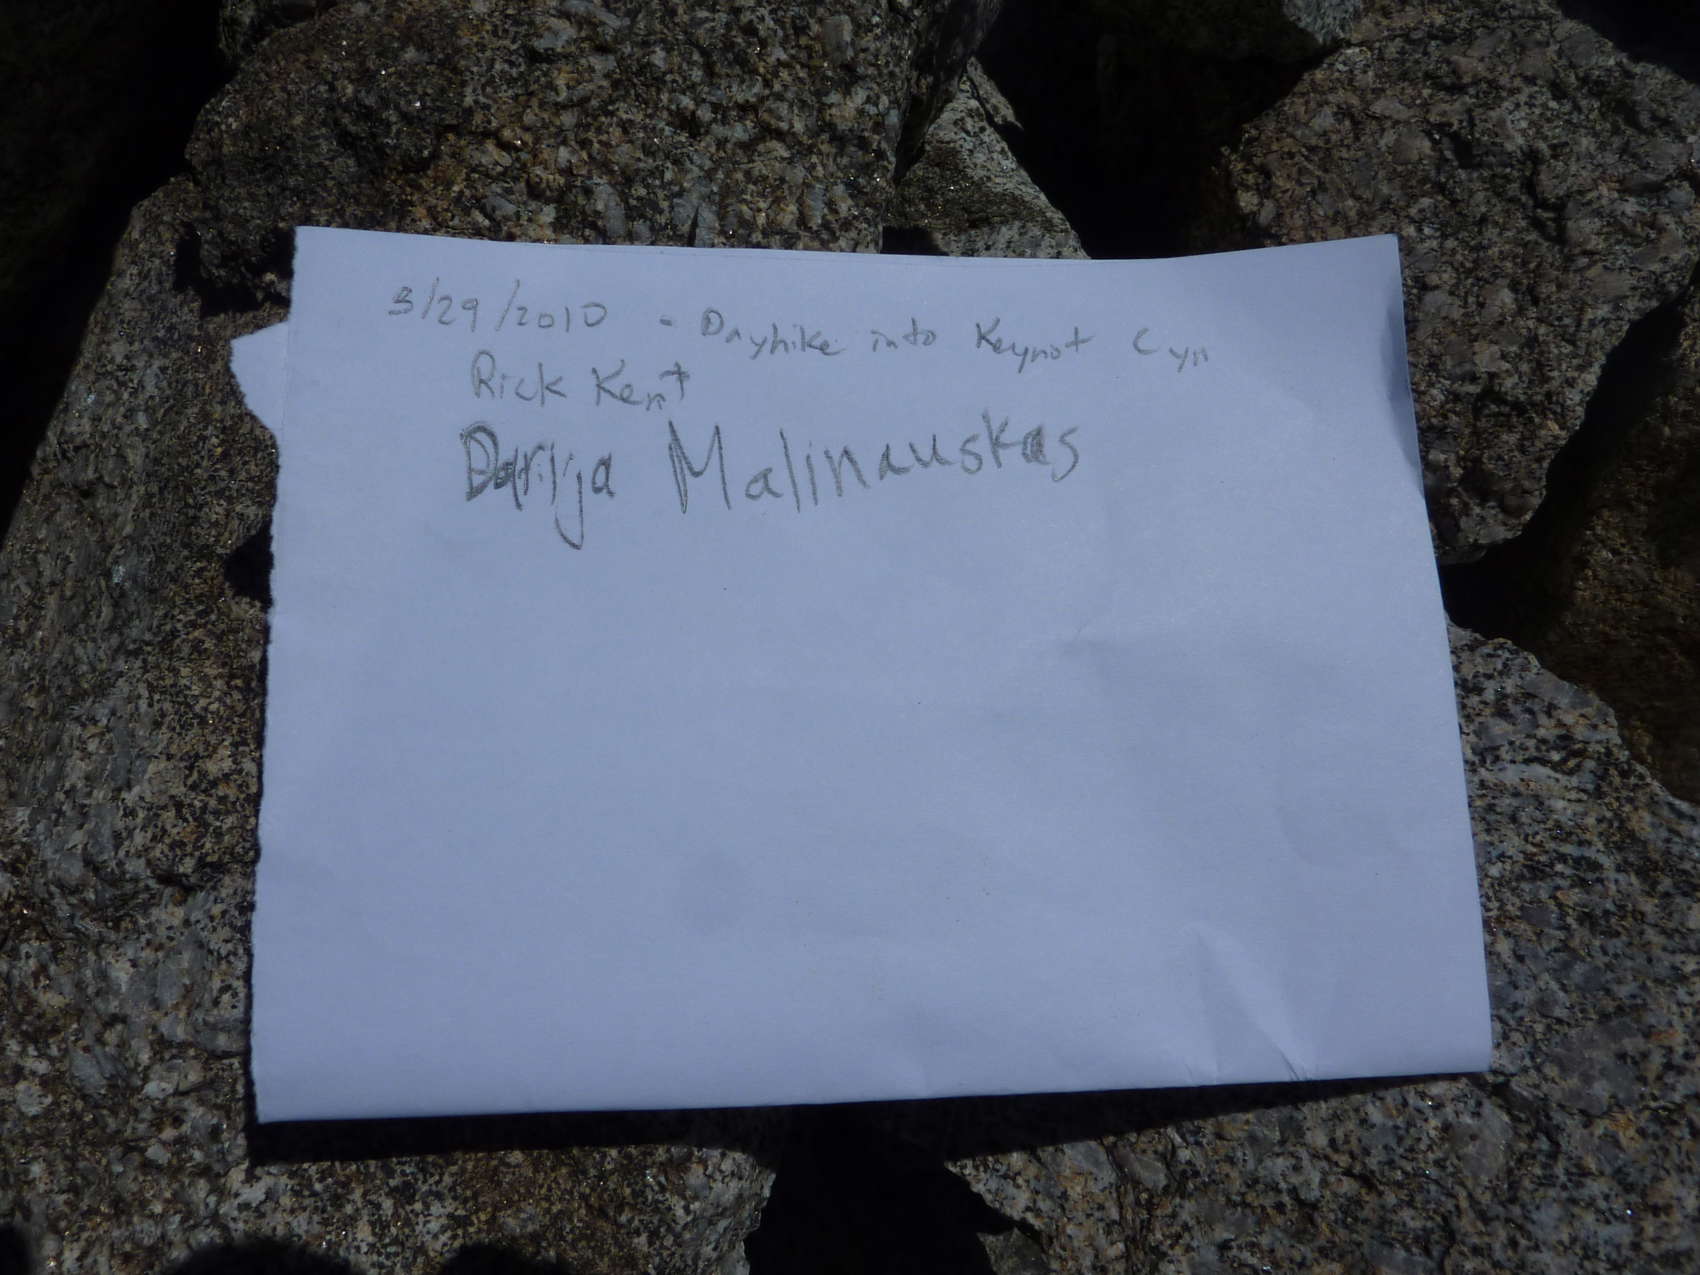 3/29/2010 - Dayhike into Keynot Cyn
Rick Kent
Darija Malinauskas